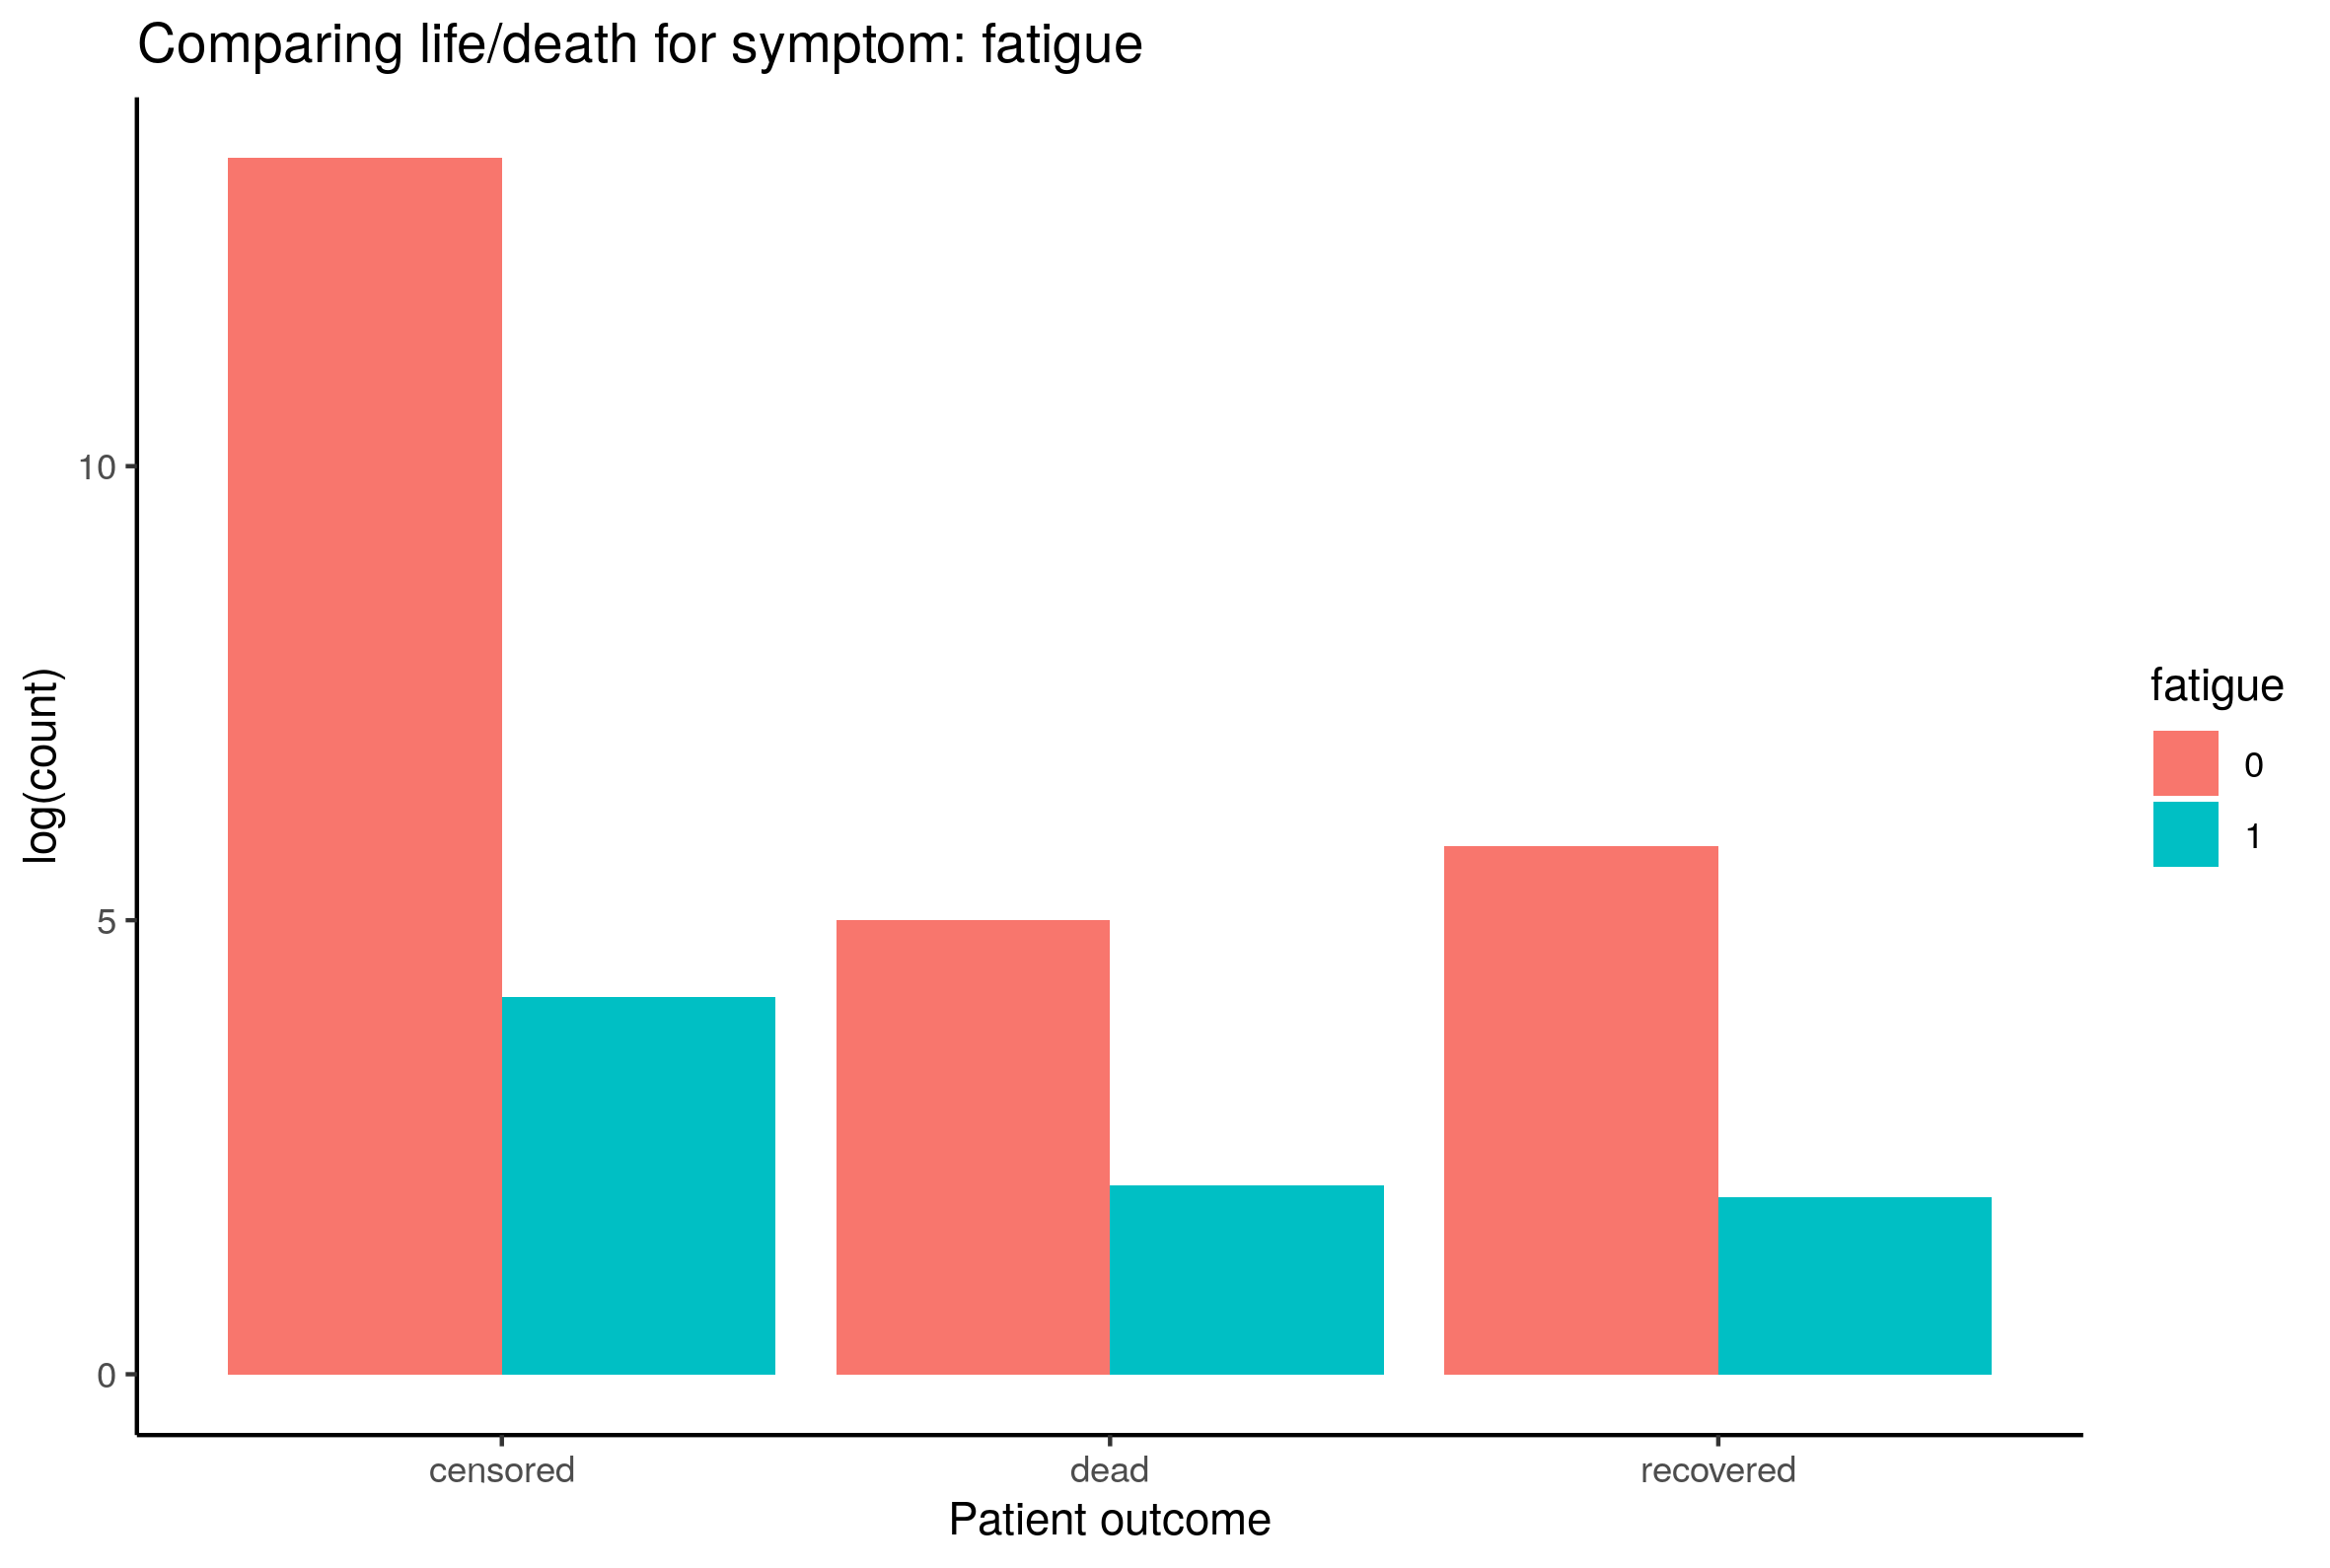 Comparing life/death for symptom: fatigue
log(count)
10
5
0
censored
dead
recovered
Patient outcome
fatigue
0
1